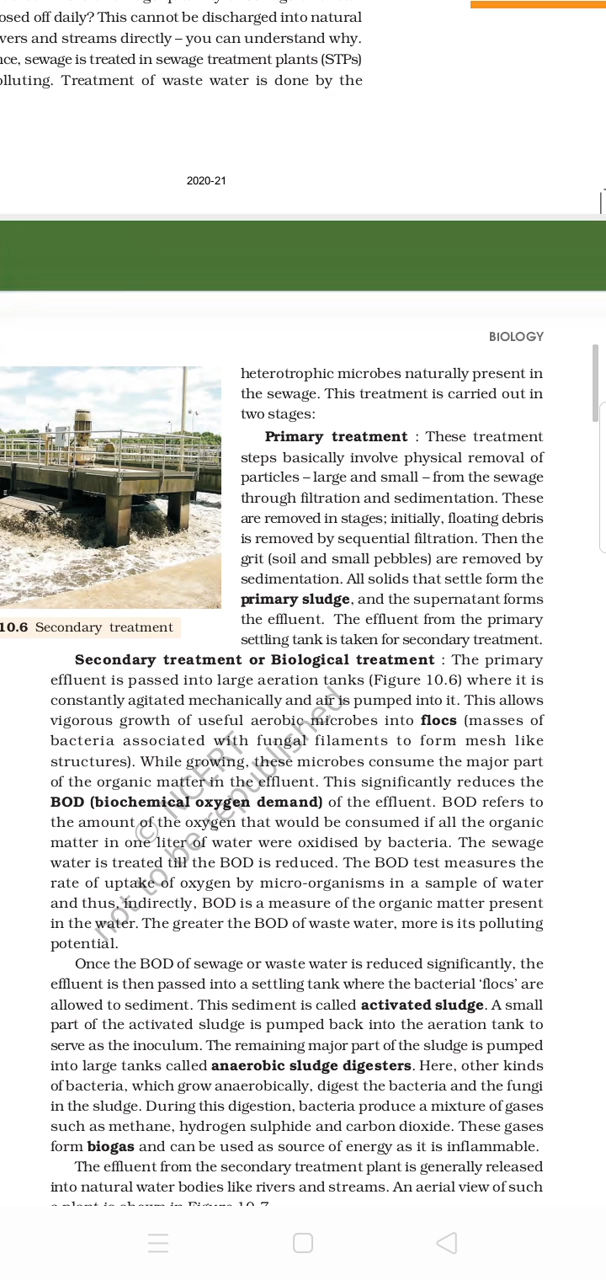 osed off daily? This cannot be discharged into natural
vers and streams directly – you can understand why.
nce, sewage is treated in sewage treatment plants (STPs)
olluting. Treatment of waste water is done by the
2020-21
BIOLOGY
heterotrophic microbes naturally present in
the sewage. This treatment is carried out in
two stages:
Primary treatment : These treatment
steps basically involve physical removal of
particles – large and small – from the sewage
through filtration and sedimentation. These
are removed in stages; initially, floating debris
is removed by sequential filtration. Then the
grit (soil and small pebbles) are removed by
sedimentation. All solids that settle form the
primary sludge, and the supernatant forms
the effluent. The effluent from the primary
settling tank is taken for secondary treatment.
10.6 Secondary treatment
Secondary treatment or Biological treatment : The primary
effluent is passed into large aeration tanks (Figure 10.6) where it is
constantly agitated mechanically and air is pumped into it. This allows
vigorous growth of useful aerobic microbes into flocs (masses of
bacteria associated with fungal filaments to form mesh like
structures). While growing, these microbes consume the major part
of the organic matter in the effluent. This significantly reduces the
BOD (biochemical oxygen demand) of the effluent. BOD refers to
the amount of the oxygen that would be consumed if all the organic
matter in one liter of water were oxidised by bacteria. The sewage
water is treated till the BOD is reduced. The BOD test measures the
rate of uptake of oxygen by micro-organisms in a sample of water
and thus, indirectly, BOD is a measure of the organic matter present
in the water. The greater the BOD of waste water, more is its polluting
potential.
Once the BOD of sewage or waste water is reduced significantly, the
effluent is then passed into a settling tank where the bacterial ‘flocs’ are
allowed to sediment. This sediment is called activated sludge. A small
part of the activated sludge is pumped back into the aeration tank to
serve as the inoculum. The remaining major part of the sludge is pumped
into large tanks called anaerobic sludge digesters. Here, other kinds
of bacteria, which grow anaerobically, digest the bacteria and the fungi
in the sludge. During this digestion, bacteria produce a mixture of gases
such as methane, hydrogen sulphide and carbon dioxide. These gases
form biogas and can be used as source of energy as it is inflammable.
The effluent from the secondary treatment plant is generally released
into natural water bodies like rivers and streams. An aerial view of such
© NCERT
not to be republished